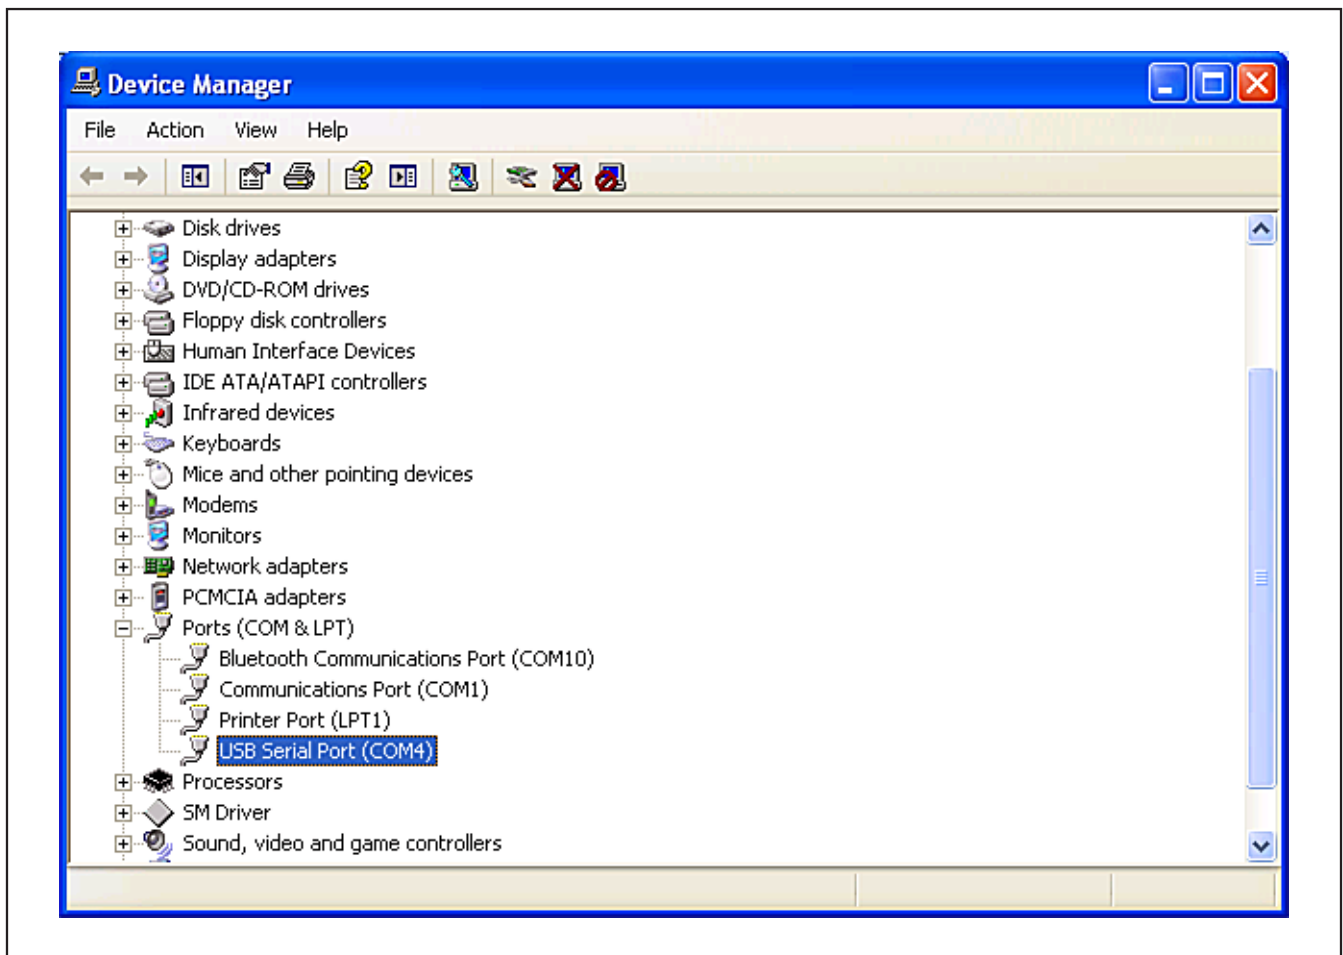 Device Manager
File Action View Help
Disk drives
Display adapters
DVD/CD-ROM drives
Floppy disk controllers
Human Interface Devices
IDE ATA/ATAPI controllers
Infrared devices
Keyboards
Mice and other pointing devices
Modems
Monitors
Network adapters
PCMCIA adapters
Ports (COM & LPT)
Bluetooth Communications Port (COM10)
Communications Port (COM1)
Printer Port (LPT1)
USB Serial Port (COM4)
Processors
SM Driver
Sound, video and game controllers